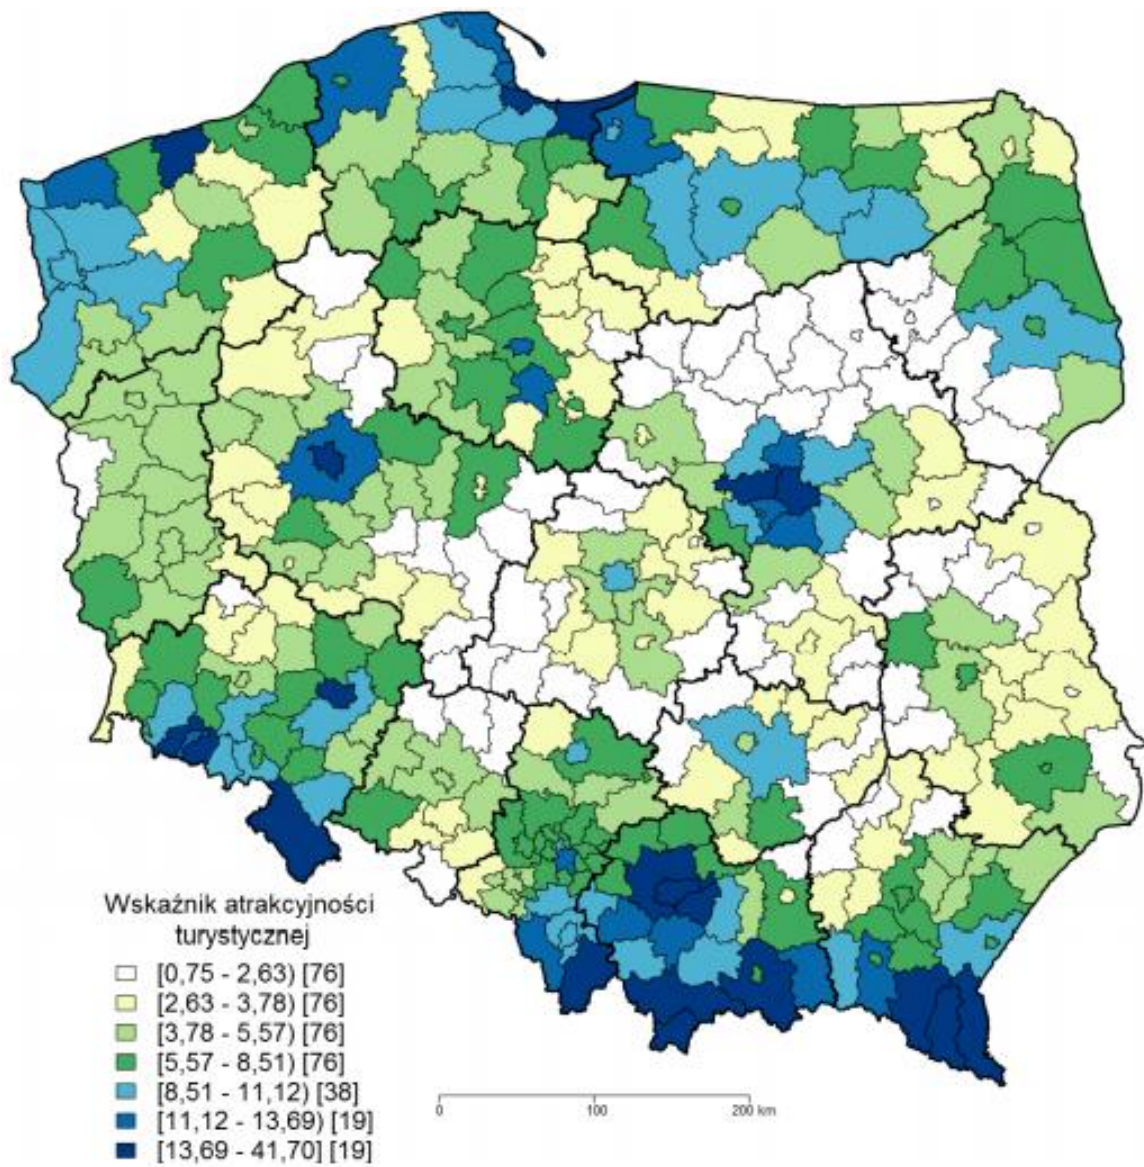 Wskaźnik atrakcyjności
turystycznej
[0,75 - 2,63) [76]
[2,63 - 3,78) [76]
[3,78 - 5,57) [76]
[5,57 - 8,51) [76]
[8,51 - 11,12) [38]
[11,12 - 13,69) [19]
[13,69 - 41,70] [19]
0 100 200 km